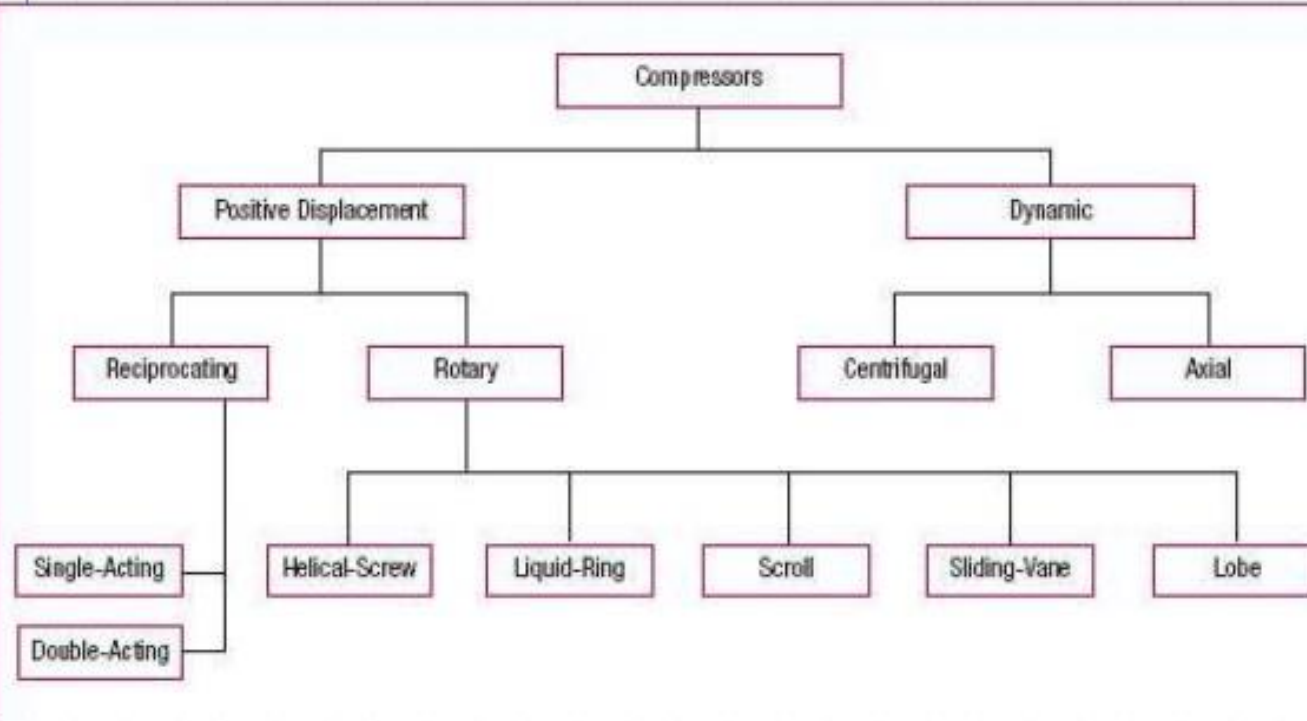 Compressors
Positive Displacement
Dynamic
Reciprocating
Rotary
Centrifugal
Axial
Single-Acting
Helical-Screw
Liquid-Ring
Scroll
Sliding-Vane
Lobe
Double-Acting